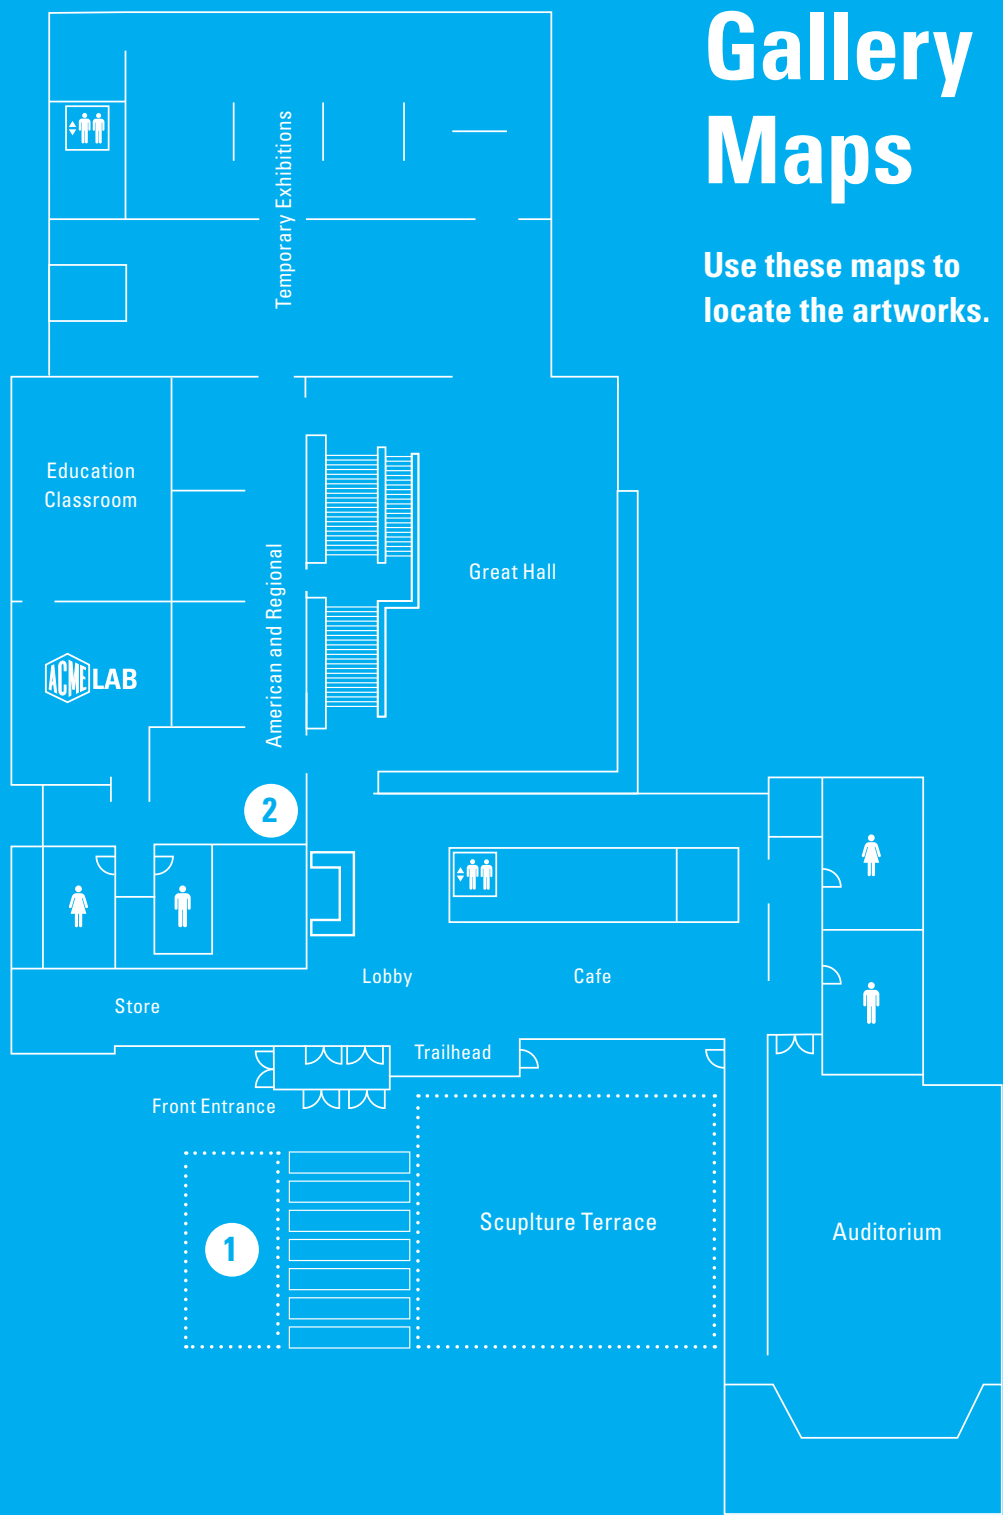 Gallery
Maps
Use these maps to
locate the artworks.
Temporary Exhibitions
Education
Classroom
American and Regional
Great Hall
ACME LAB
2
Lobby
Cafe
Store
Trailhead
Front Entrance
1
Scuplture Terrace
Auditorium